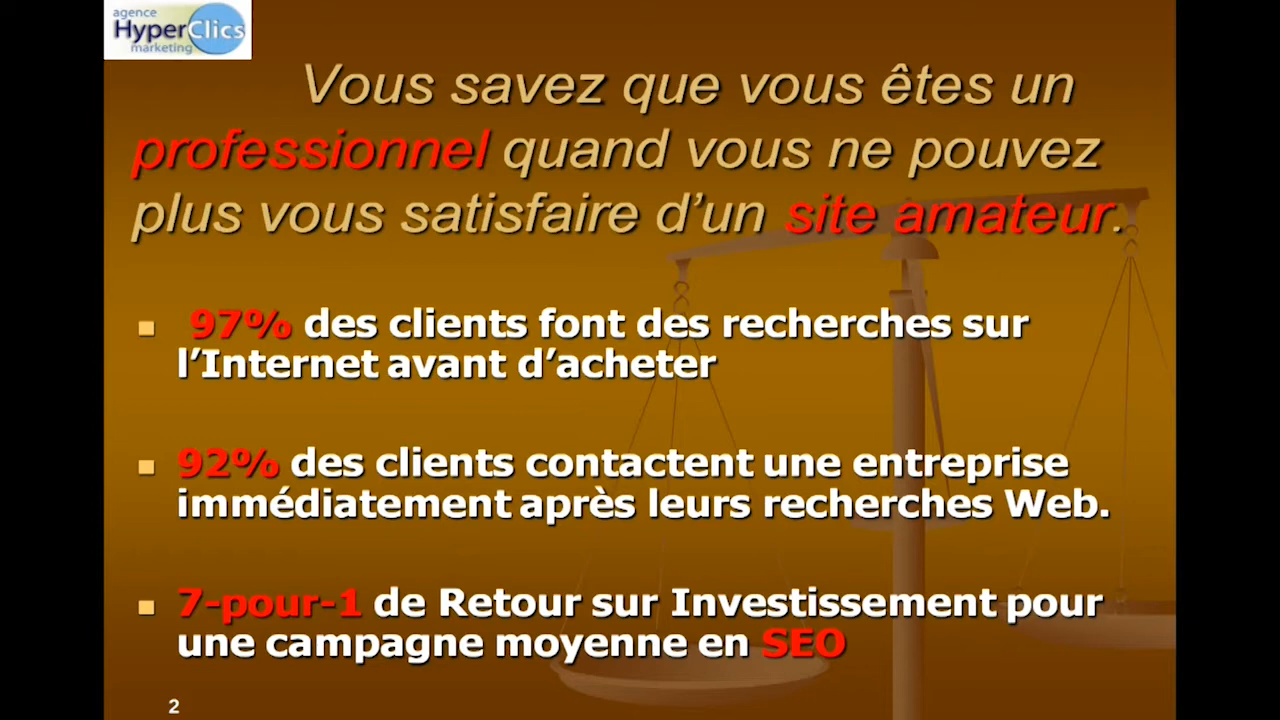 agence
HyperClics
marketing
Vous savez que vous êtes un
professionnel quand vous ne pouvez
plus vous satisfaire d’un site amateur.
97% des clients font des recherches sur
l’Internet avant d’acheter
92% des clients contactent une entreprise
immédiatement après leurs recherches Web.
7-pour-1 de Retour sur Investissement pour
une campagne moyenne en SEO
2